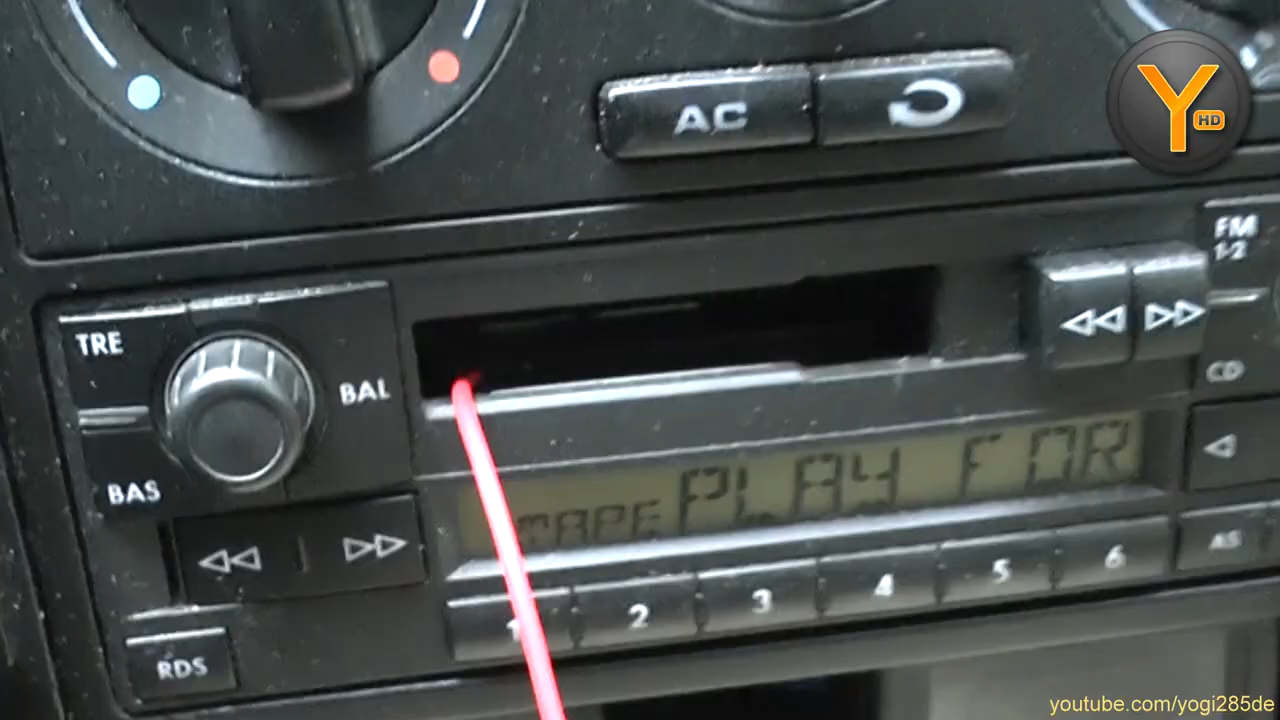 AC
Y HD
FM
1-2
TRE
BAL
BAS
CD
TAPE PLAY FOR
AS
1 2 3 4 5 6
RDS
youtube.com/yogi285de